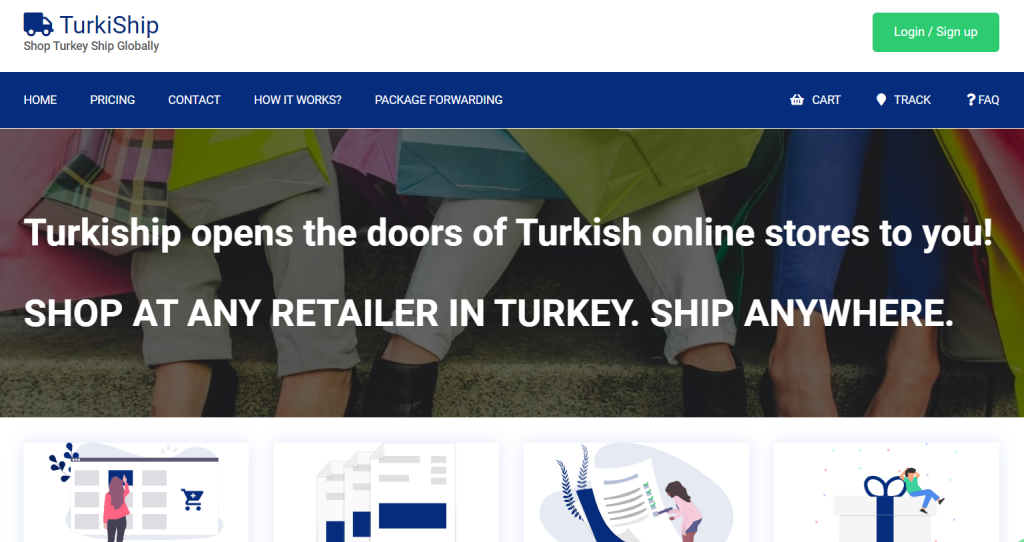 TurkiShip
Shop Turkey Ship Globally
Login / Sign up
HOME PRICING CONTACT HOW IT WORKS? PACKAGE FORWARDING CART TRACK FAQ
Turkiship opens the doors of Turkish online stores to you!
SHOP AT ANY RETAILER IN TURKEY. SHIP ANYWHERE.